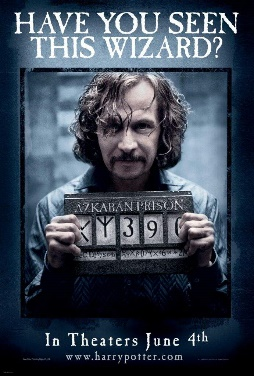 HAVE YOU SEEN
THIS WIZARD?
AZKABAN PRISON
390
In Theaters June 4th
www.harrypotter.com